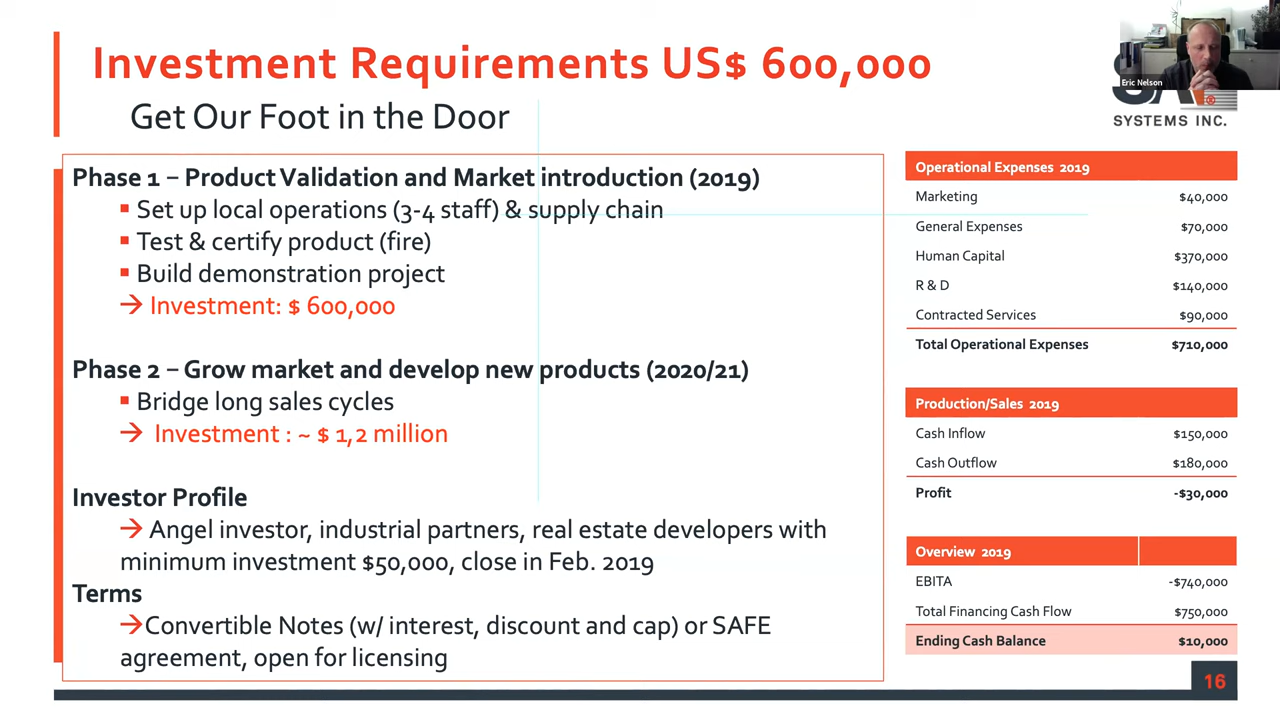 Investment Requirements US$ 600,000
Get Our Foot in the Door
Eric Nelson
SYSTEMS INC.
Phase 1 – Product Validation and Market introduction (2019)
▪ Set up local operations (3-4 staff) & supply chain
▪ Test & certify product (fire)
▪ Build demonstration project
→ Investment: $ 600,000
Phase 2 – Grow market and develop new products (2020/21)
▪ Bridge long sales cycles
→ Investment : ~ $ 1,2 million
Investor Profile
→ Angel investor, industrial partners, real estate developers with
minimum investment $50,000, close in Feb. 2019
Terms
→Convertible Notes (w/ interest, discount and cap) or SAFE
agreement, open for licensing
Operational Expenses 2019
Marketing $40,000
General Expenses $70,000
Human Capital $370,000
R & D $140,000
Contracted Services $90,000
Total Operational Expenses $710,000
Production/Sales 2019
Cash Inflow $150,000
Cash Outflow $180,000
Profit -$30,000
Overview 2019
EBITA -$740,000
Total Financing Cash Flow $750,000
Ending Cash Balance $10,000
16